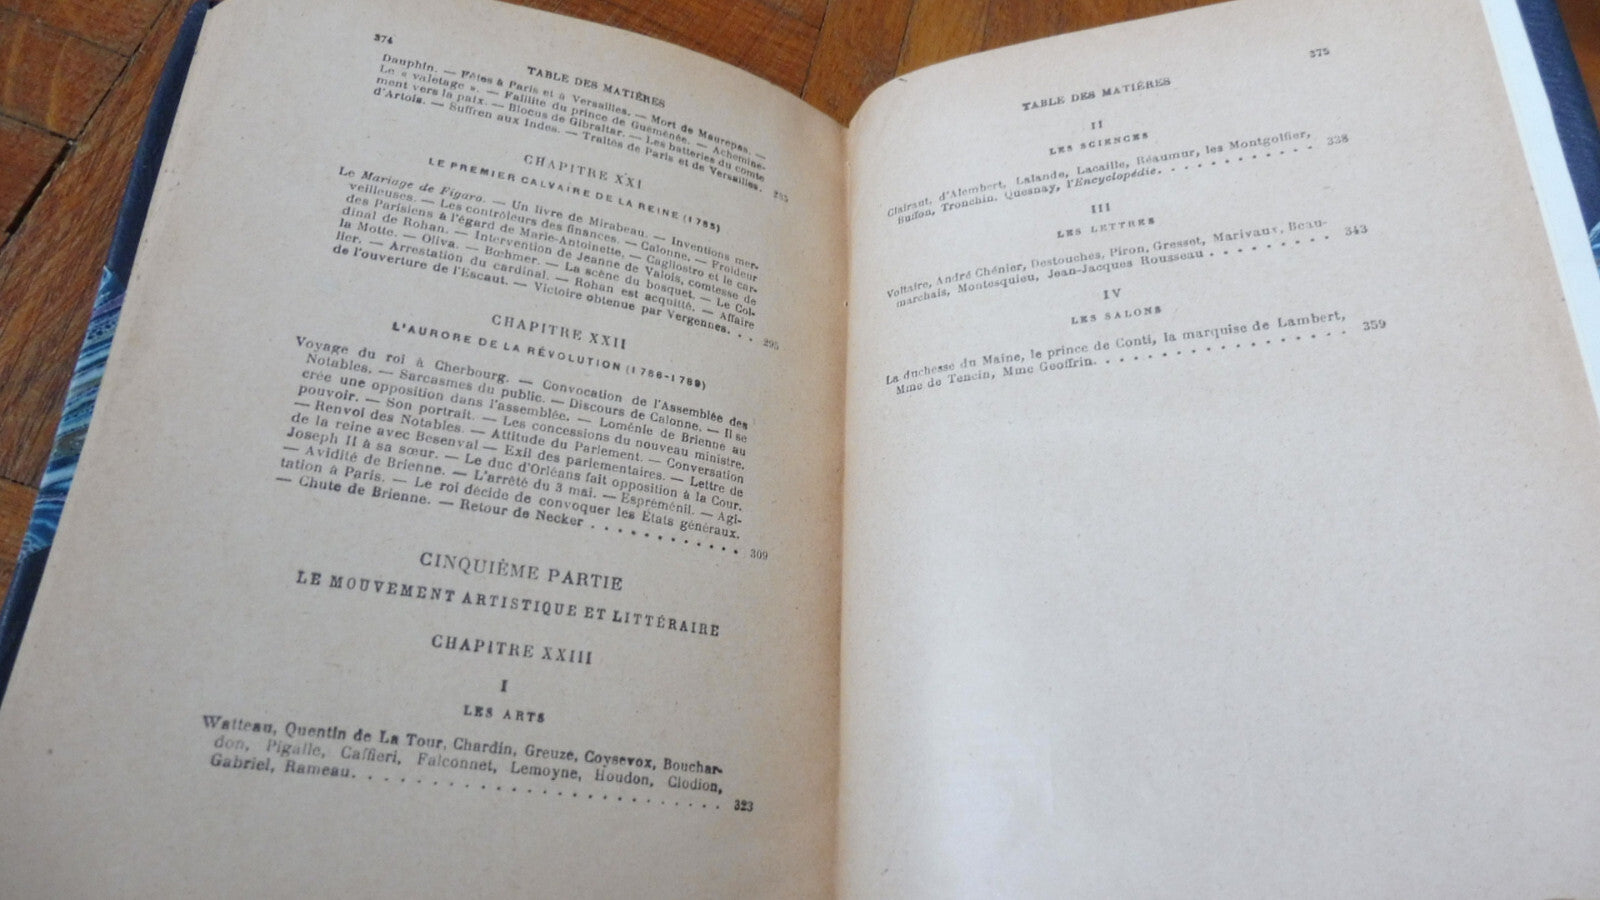 374
TABLE DES MATIÈRES
Dauphin. — Fêtes à Paris et à Versailles. — Mort de Maurepas. —
Le « valetage ». — Faillite du prince de Guéménée. — Achemine-
ment vers la paix. — Blocus de Gibraltar. — Les batteries du comte
d'Artois. — Suffren aux Indes. — Traités de Paris et de Versailles.
CHAPITRE XXI
LE PREMIER CALVAIRE DE LA REINE (1785)
Le Mariage de Figaro. — Un livre de Mirabeau. — Inventions mer-
veilleuses. — Les contrôleurs des finances. — Calonne. — Froideur
des Parisiens à l'égard de Marie-Antoinette. — Cagliostro et le car-
dinal de Rohan. — Intervention de Jeanne de Valois, comtesse de
la Motte. — Oliva. — Bœhmer. — La scène du bosquet. — Le Col-
lier. — Arrestation du cardinal. — Rohan est acquitté. — Affaire
de l'ouverture de l'Escaut. — Victoire obtenue par Vergennes. . . 295
CHAPITRE XXII
L'AURORE DE LA RÉVOLUTION (1786-1789)
Voyage du roi à Cherbourg. — Convocation de l'Assemblée des
Notables. — Sarcasmes du public. — Discours de Calonne. — Il se
crée une opposition dans l'assemblée. — Loménie de Brienne au
pouvoir. — Son portrait. — Les concessions du nouveau ministre.
— Renvoi des Notables. — Attitude du Parlement. — Conversation
de la reine avec Besenval — Exil des parlementaires. — Lettre de
Joseph II à sa sœur. — Le duc d'Orléans fait opposition à la Cour.
— Avidité de Brienne. — L'arrêté du 3 mai. — Espréménil. — Agi-
tation à Paris. — Le roi décide de convoquer les États généraux.
— Chute de Brienne. — Retour de Necker . . . . . . . . . . . . 309
CINQUIÈME PARTIE
LE MOUVEMENT ARTISTIQUE ET LITTÉRAIRE
CHAPITRE XXIII
I
LES ARTS
Watteau, Quentin de La Tour, Chardin, Greuze, Coysevox, Bouchar-
don, Pigalle, Caffieri, Falconnet, Lemoyne, Houdon, Clodion,
Gabriel, Rameau. . . . . . . . . . . . . . . . . . . . . . . . . 323
375
TABLE DES MATIÈRES
II
LES SCIENCES
Clairaut, d'Alembert, Lalande, Lacaille, Réaumur, les Montgolfier,
Buffon, Tronchin, Quesnay, l'Encyclopédie. . . . . . . . . . . 338
III
LES LETTRES
Voltaire, André Chénier, Destouches, Piron, Gresset, Marivaux, Beau-
marchais, Montesquieu, Jean-Jacques Rousseau . . . . . . . . 343
IV
LES SALONS
La duchesse du Maine, le prince de Conti, la marquise de Lambert,
Mme de Tencin, Mme Geoffrin. . . . . . . . . . . . . . . . . . 359